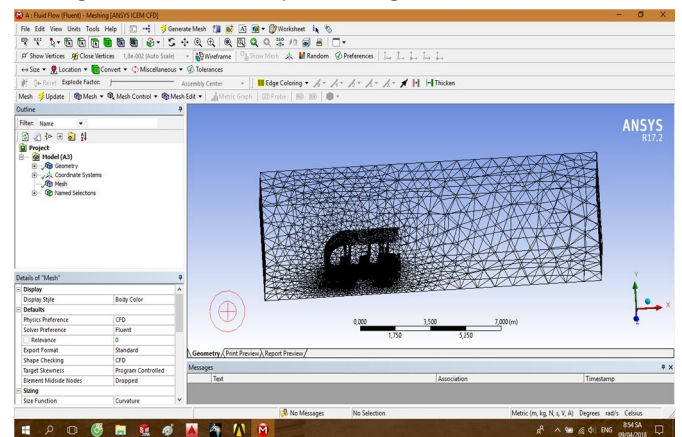 A : Fluid Flow (Fluent) - Meshing [ANSYS ICEM CFD]
File Edit View Units Tools Help Generate Mesh Worksheet
Show Vertices Close Vertices 1,8e-002 (Auto Scale) Wireframe Show Mesh Random Preferences
Size Location Convert Miscellaneous Tolerances
Reset Explode Factor: Assembly Center Edge Coloring Thicken
Mesh Update Mesh Mesh Control Mesh Edit Metric Graph Probe
Outline
Filter: Name
Project
Model (A3)
Geometry
Coordinate Systems
Mesh
Named Selections
Details of "Mesh"
Display
Display Style Body Color
Defaults
Physics Preference CFD
Solver Preference Fluent
Relevance 0
Export Format Standard
Shape Checking CFD
Target Skewness Program Controlled
Element Midside Nodes Dropped
Sizing
Size Function Curvature
ANSYS
R17.2
Y
X
Z
0,000 3,500 7,000 (m)
1,750 5,250
Geometry Print Preview Report Preview
Messages
Text Association Timestamp
No Messages No Selection Metric (m, kg, N, s, V, A) Degrees rad/s Celsius
ENG 8:54 SA
09/04/2018